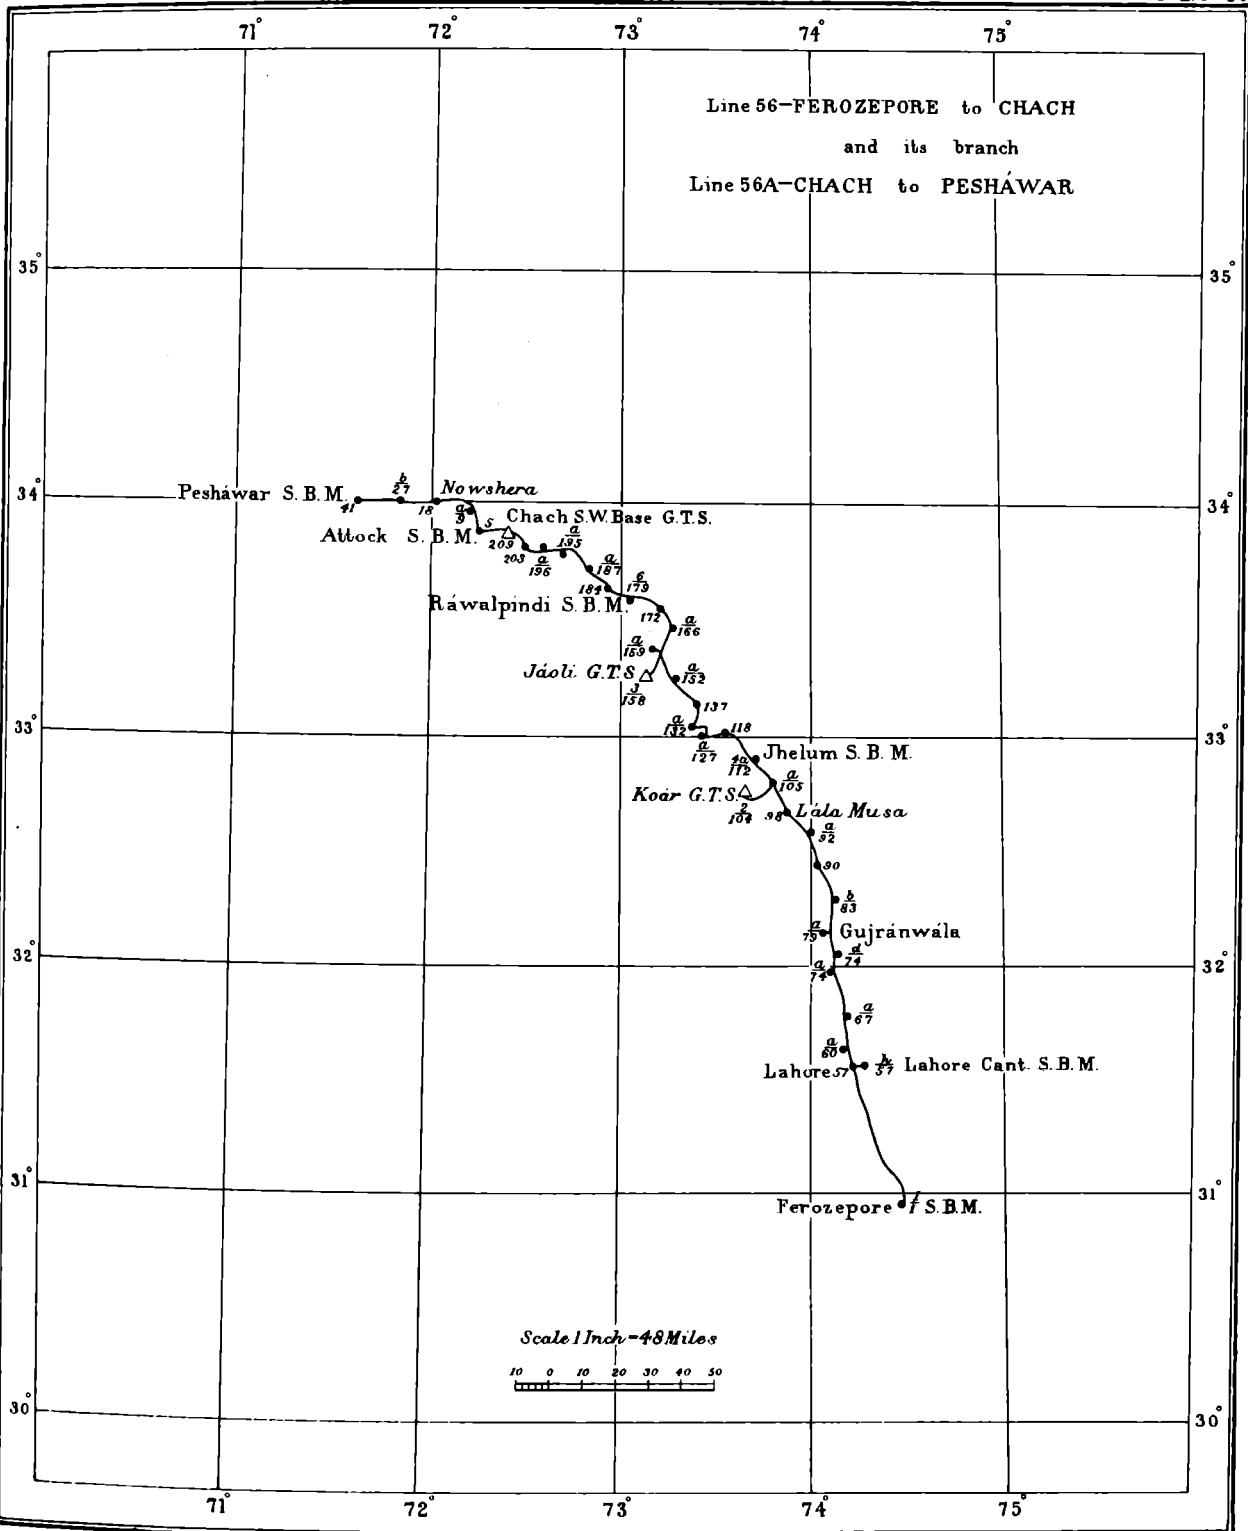 71° 72° 73° 74° 75°
Line 56-FEROZEPORE to CHACH
and its branch
Line 56A-CHACH to PESHÁWAR
35° 35°
34° Pesháwar S.B.M. 41 b/27 18 Nowshera 34°
a/9 5 Chach S.W. Base G.T.S.
Attock S.B.M. 209 203 a/196 a/195
184 a/187 6/179
Ráwalpindi S.B.M. 172
a/166
a/159
Jáoli G.T.S. a/152
3/158
137
33° a/132 118 33°
a/127
4a/112 Jhelum S.B.M.
a/105
Koár G.T.S.
2/104 98 Lála Musa
a/92
90
b/83
a/79 Gujránwála
d/74
32° a/74 32°
a/67
a/60
Lahore 57 h/57 Lahore Cant. S.B.M.
31° 31°
Ferozepore S.B.M.
Scale 1 Inch=48 Miles
10 0 10 20 30 40 50
30° 30°
71° 72° 73° 74° 75°